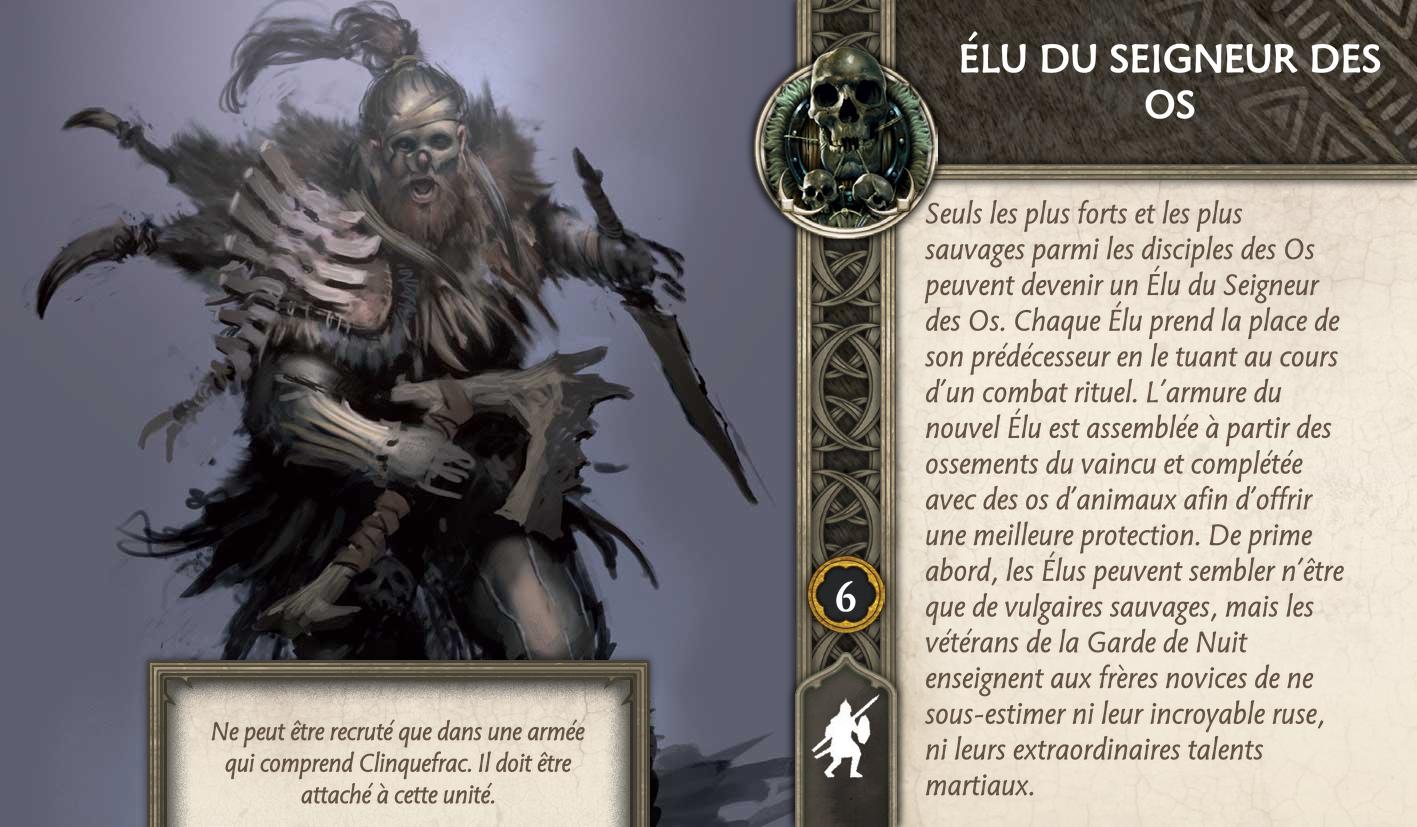 ÉLU DU SEIGNEUR DES
OS
Seuls les plus forts et les plus
sauvages parmi les disciples des Os
peuvent devenir un Élu du Seigneur
des Os. Chaque Élu prend la place de
son prédécesseur en le tuant au cours
d’un combat rituel. L’armure du
nouvel Élu est assemblée à partir des
ossements du vaincu et complétée
avec des os d’animaux afin d’offrir
une meilleure protection. De prime
abord, les Élus peuvent sembler n’être
que de vulgaires sauvages, mais les
vétérans de la Garde de Nuit
enseignent aux frères novices de ne
sous-estimer ni leur incroyable ruse,
ni leurs extraordinaires talents
martiaux.
6
Ne peut être recruté que dans une armée
qui comprend Clinquefrac. Il doit être
attaché à cette unité.